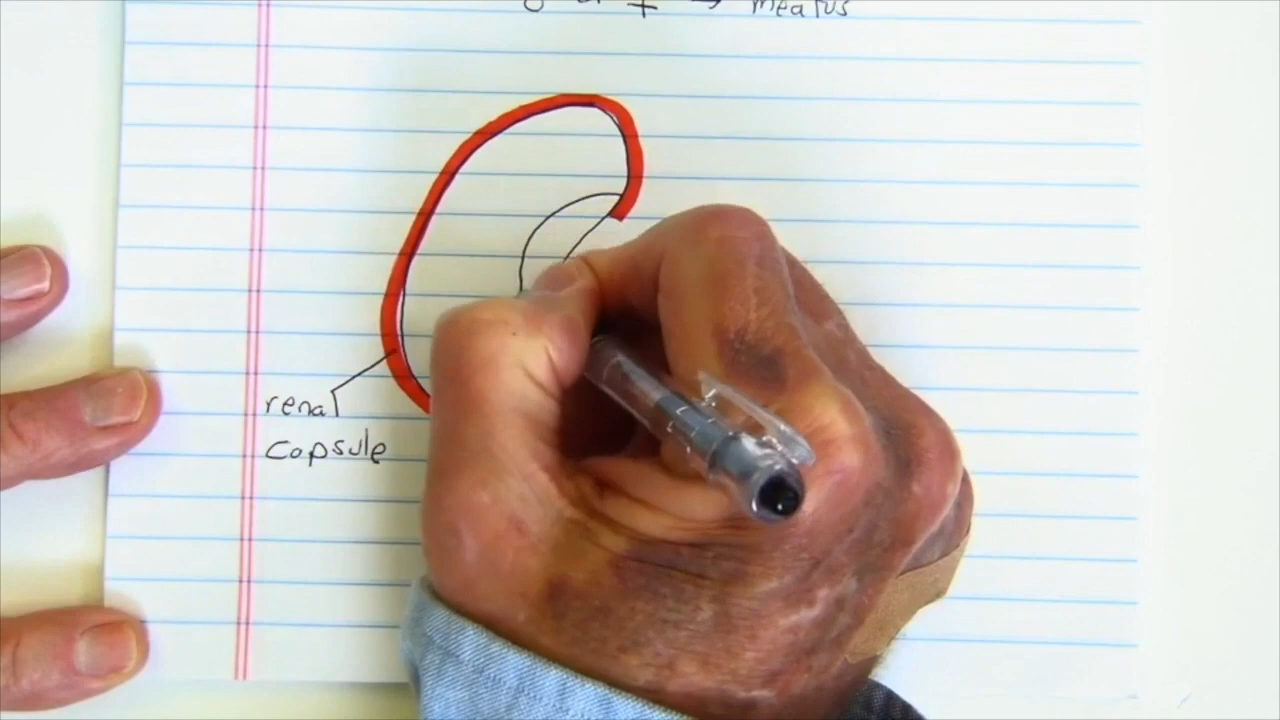 → meatus
renal
capsule